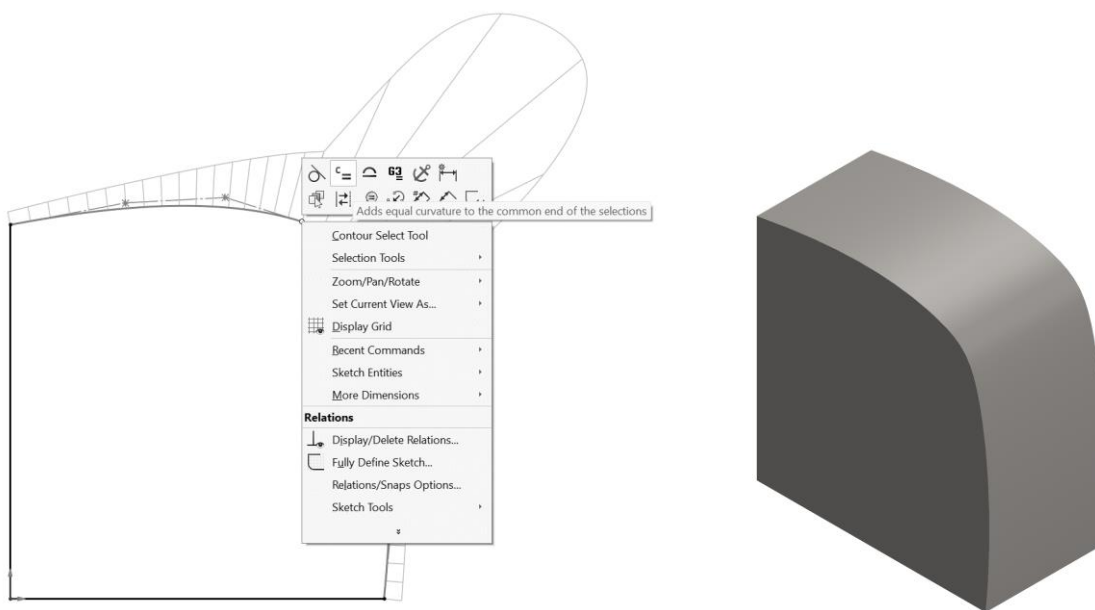 G3
Adds equal curvature to the common end of the selections
Contour Select Tool
Selection Tools
Zoom/Pan/Rotate
Set Current View As...
Display Grid
Recent Commands
Sketch Entities
More Dimensions
Relations
Display/Delete Relations...
Fully Define Sketch...
Relations/Snaps Options...
Sketch Tools